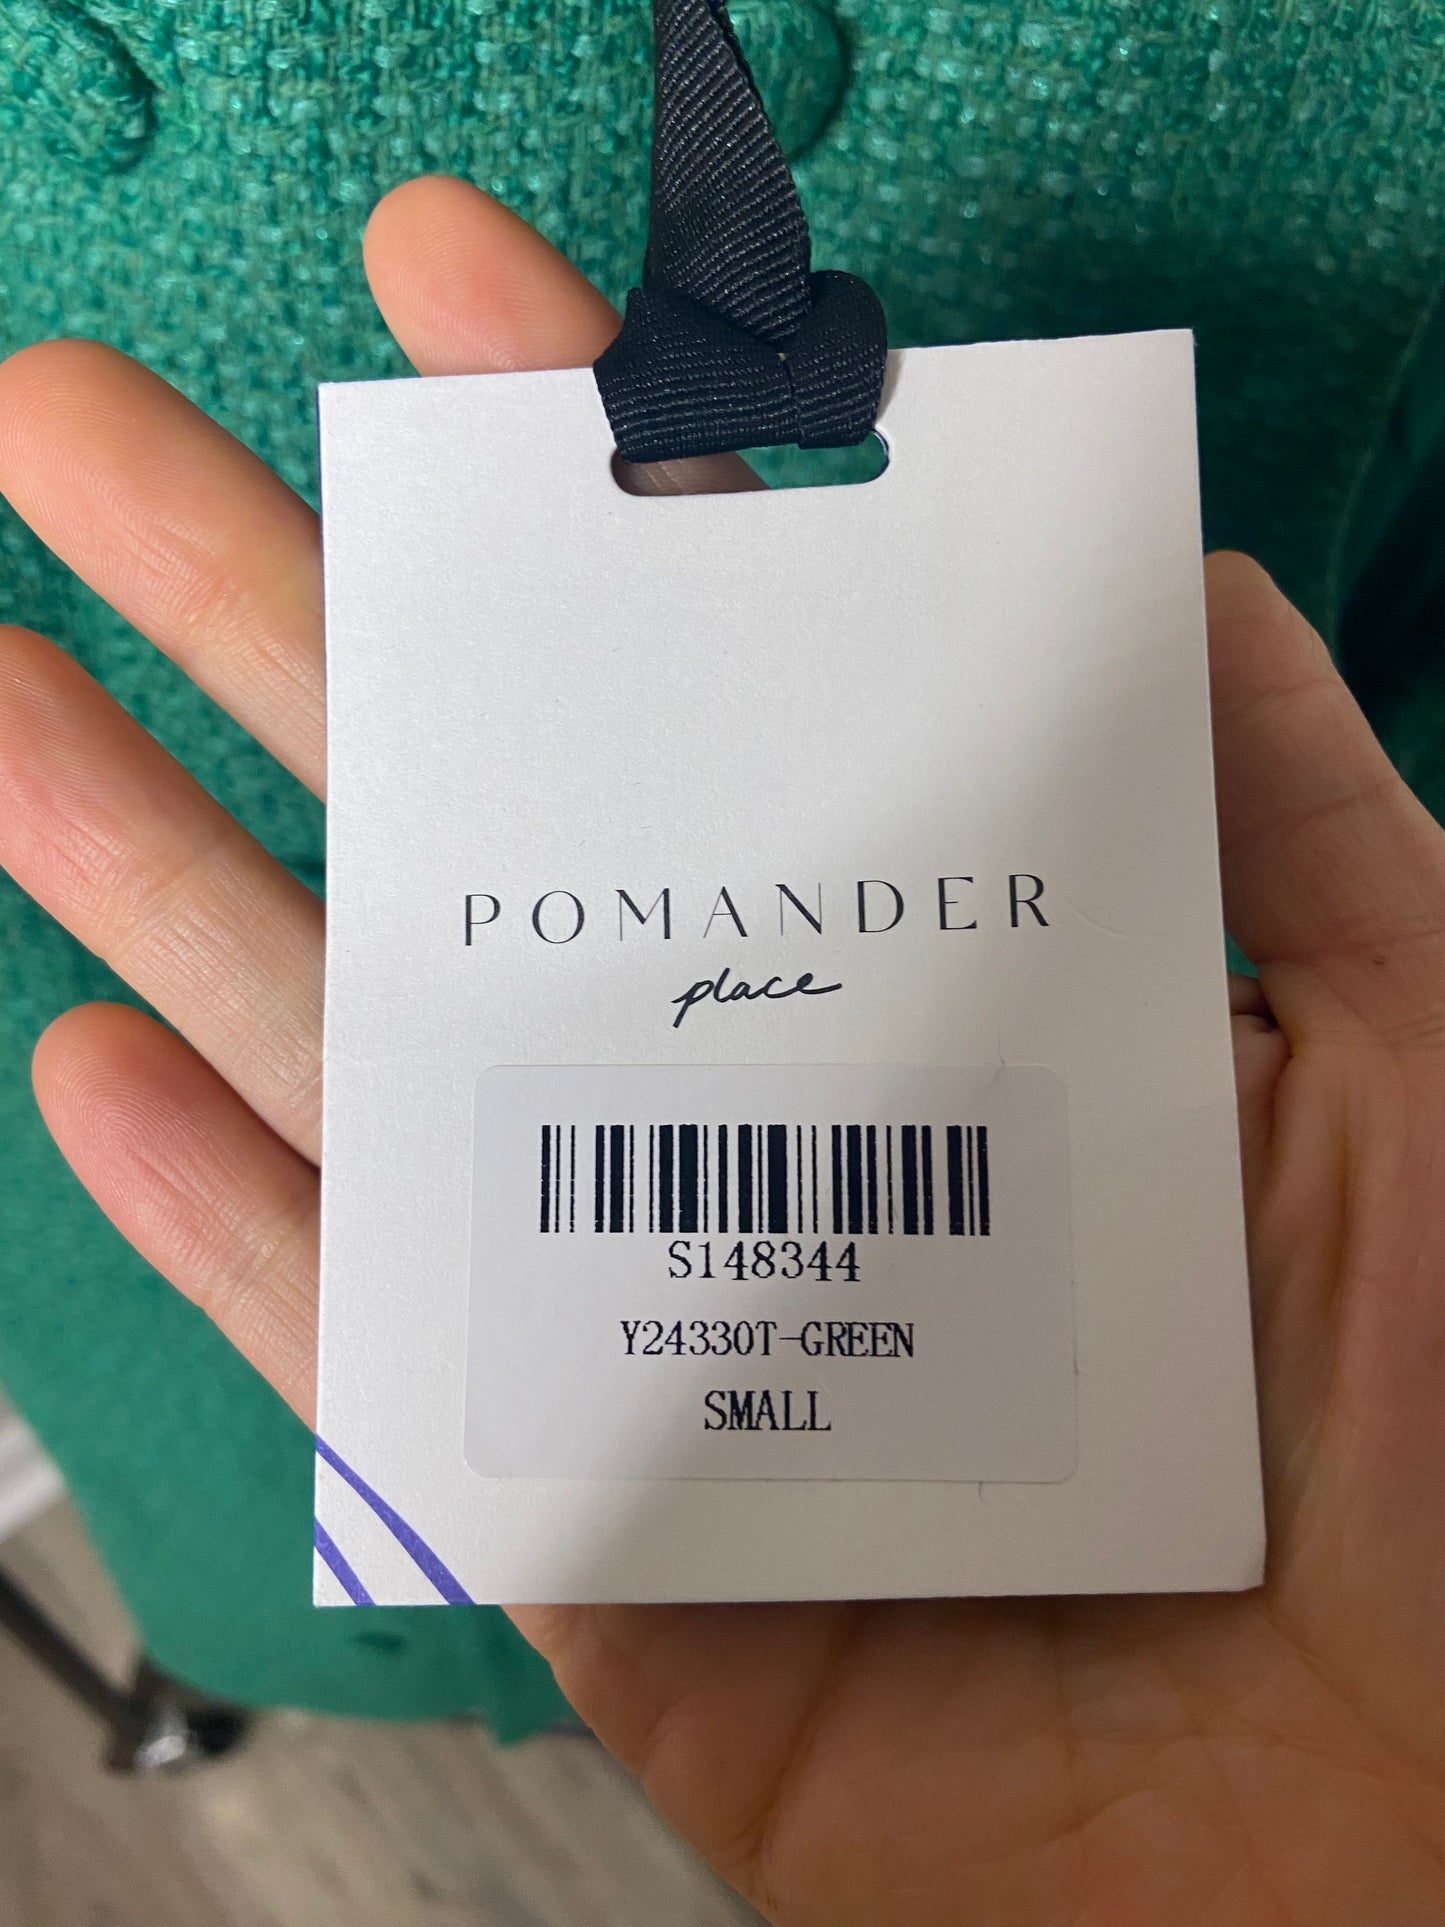 POMANDER
place
S148344
Y24330T-GREEN
SMALL